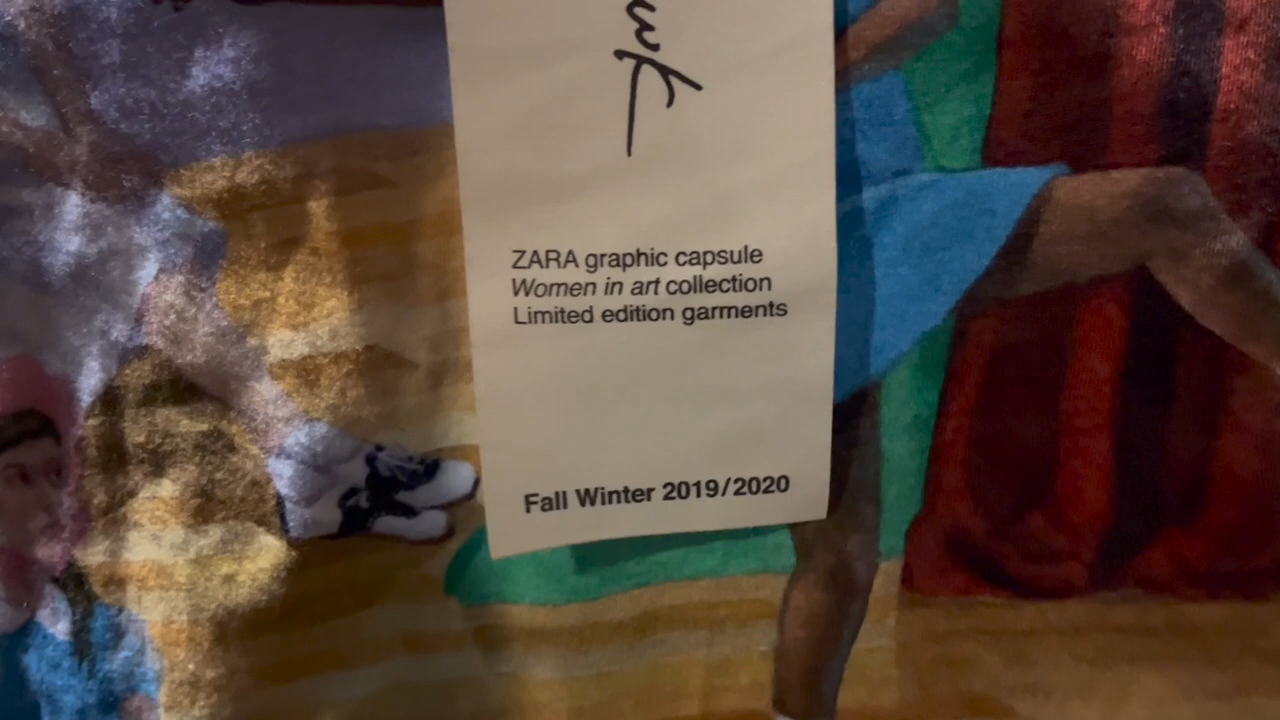 ZARA graphic capsule
Women in art collection
Limited edition garments
Fall Winter 2019/2020